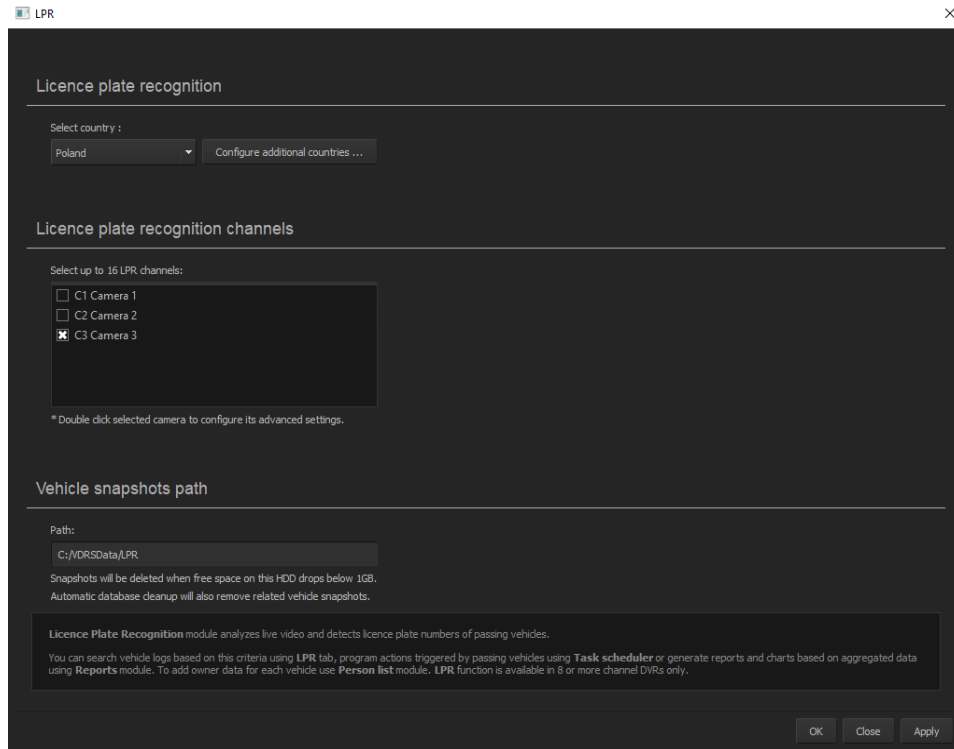 LPR
Licence plate recognition
Select country :
Poland
Configure additional countries ...
Licence plate recognition channels
Select up to 16 LPR channels:
C1 Camera 1
C2 Camera 2
C3 Camera 3
* Double click selected camera to configure its advanced settings.
Vehicle snapshots path
Path:
C:/VDRSData/LPR
Snapshots will be deleted when free space on this HDD drops below 1GB.
Automatic database cleanup will also remove related vehicle snapshots.
Licence Plate Recognition module analyzes live video and detects licence plate numbers of passing vehicles.
You can search vehicle logs based on this criteria using LPR tab, program actions triggered by passing vehicles using Task scheduler or generate reports and charts based on aggregated data
using Reports module. To add owner data for each vehicle use Person list module. LPR function is available in 8 or more channel DVRs only.
OK Close Apply